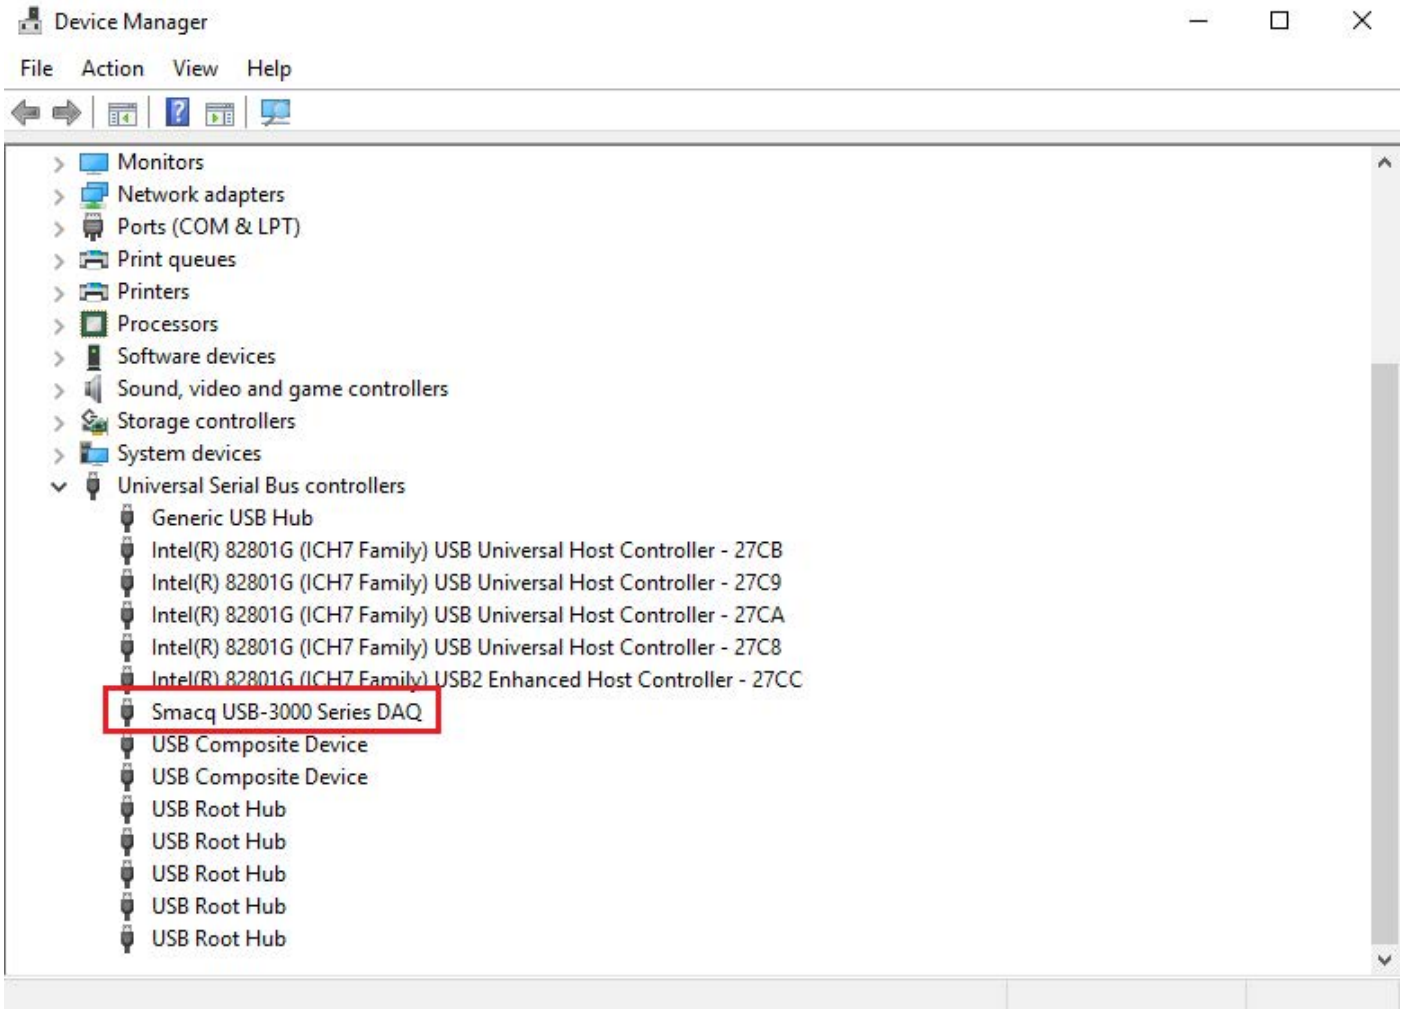 Device Manager
File Action View Help
Monitors
Network adapters
Ports (COM & LPT)
Print queues
Printers
Processors
Software devices
Sound, video and game controllers
Storage controllers
System devices
Universal Serial Bus controllers
Generic USB Hub
Intel(R) 82801G (ICH7 Family) USB Universal Host Controller - 27CB
Intel(R) 82801G (ICH7 Family) USB Universal Host Controller - 27C9
Intel(R) 82801G (ICH7 Family) USB Universal Host Controller - 27CA
Intel(R) 82801G (ICH7 Family) USB Universal Host Controller - 27C8
Intel(R) 82801G (ICH7 Family) USB2 Enhanced Host Controller - 27CC
Smacq USB-3000 Series DAQ
USB Composite Device
USB Composite Device
USB Root Hub
USB Root Hub
USB Root Hub
USB Root Hub
USB Root Hub